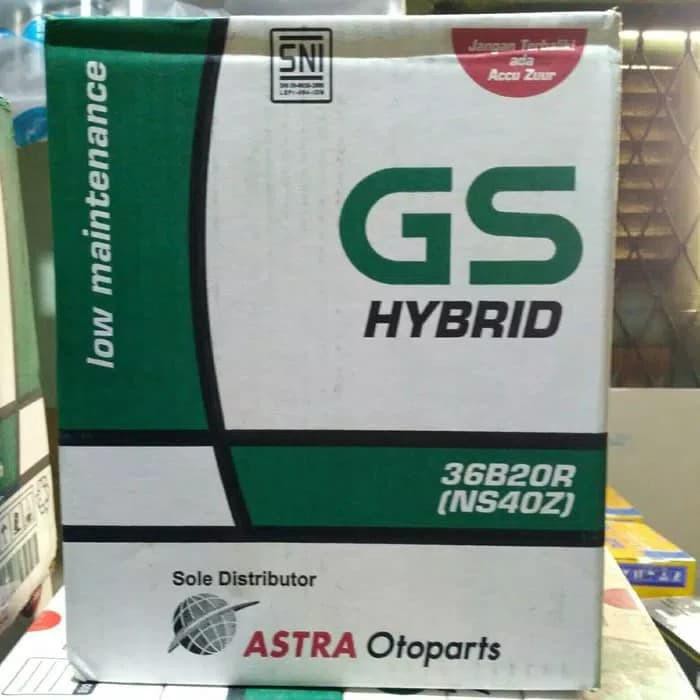 SNI
Jangan Terbalik!
ada
Accu Zuur
low maintenance
GS
HYBRID
36B20R
(NS40Z)
Sole Distributor
ASTRA Otoparts